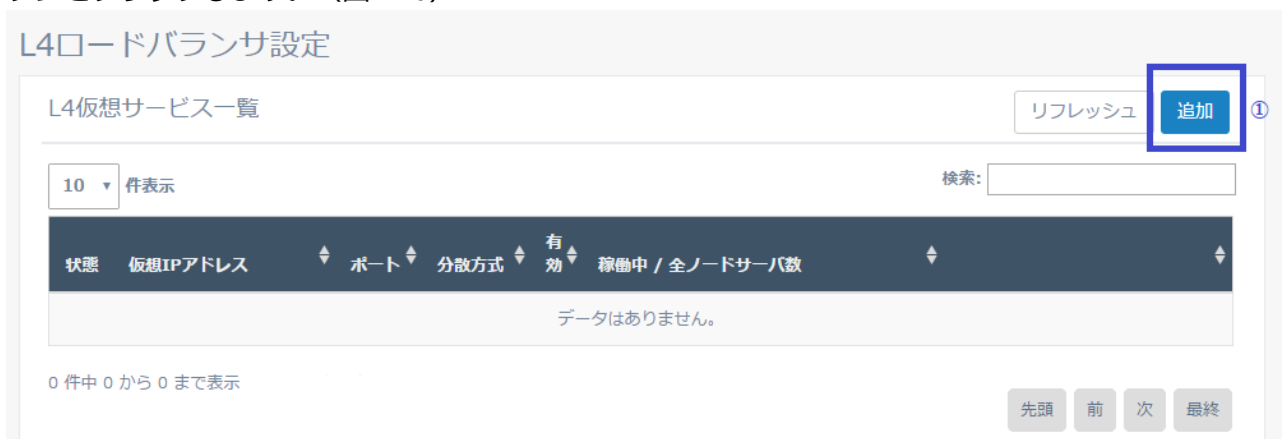 L4ロードバランサ設定
L4仮想サービス一覧
リフレッシュ 追加 ①
10 件表示 検索:
状態 仮想IPアドレス ポート 分散方式 有効 稼働中 / 全ノードサーバ数
データはありません。
0 件中 0 から 0 まで表示
先頭 前 次 最終